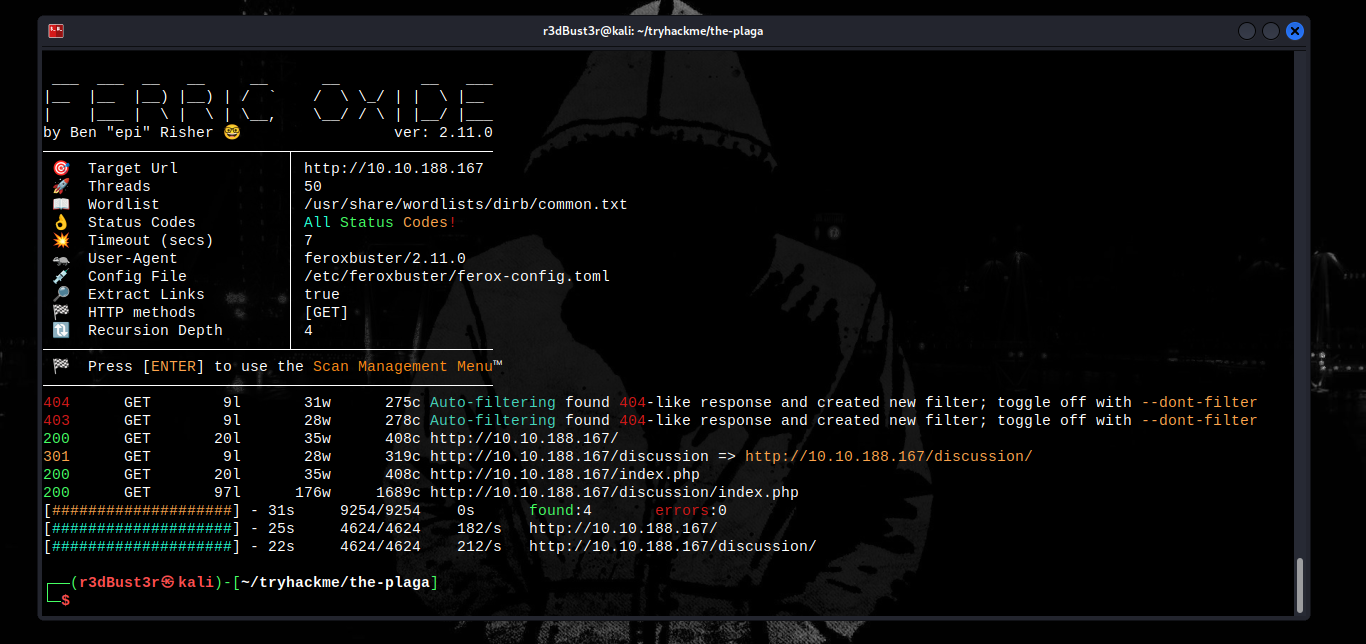 r3dBust3r@kali: ~/tryhackme/the-plaga
FERRIC OXIDE
by Ben "epi" Risher 🤓 ver: 2.11.0
🎯 Target Url http://10.10.188.167
🚀 Threads 50
📖 Wordlist /usr/share/wordlists/dirb/common.txt
👌 Status Codes All Status Codes!
💥 Timeout (secs) 7
🦡 User-Agent feroxbuster/2.11.0
💉 Config File /etc/feroxbuster/ferox-config.toml
🔎 Extract Links true
🏁 HTTP methods [GET]
🔃 Recursion Depth 4
🏁 Press [ENTER] to use the Scan Management Menu™
404 GET 9l 31w 275c Auto-filtering found 404-like response and created new filter; toggle off with --dont-filter
403 GET 9l 28w 278c Auto-filtering found 404-like response and created new filter; toggle off with --dont-filter
200 GET 20l 35w 408c http://10.10.188.167/
301 GET 9l 28w 319c http://10.10.188.167/discussion => http://10.10.188.167/discussion/
200 GET 20l 35w 408c http://10.10.188.167/index.php
200 GET 97l 176w 1689c http://10.10.188.167/discussion/index.php
[####################] - 31s 9254/9254 0s found:4 errors:0
[####################] - 25s 4624/4624 182/s http://10.10.188.167/
[####################] - 22s 4624/4624 212/s http://10.10.188.167/discussion/
┌──(r3dBust3r㉿kali)-[~/tryhackme/the-plaga]
└─$